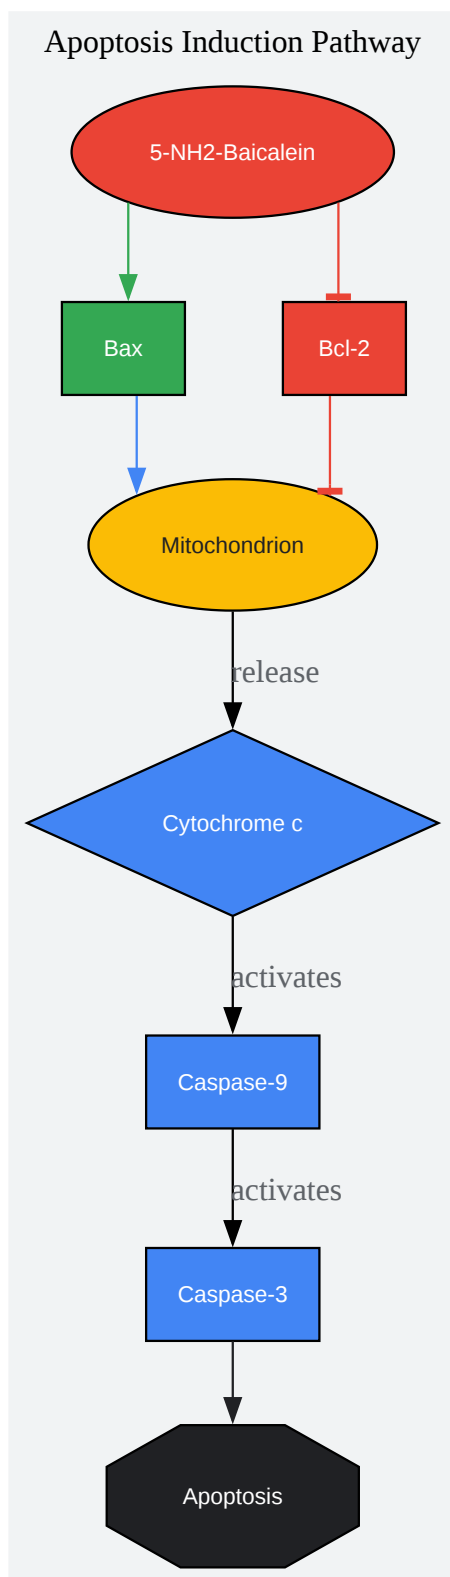 Apoptosis Induction Pathway
5-NH2-Baicalein
Bax
Bcl-2
Mitochondrion
release
Cytochrome c
activates
Caspase-9
activates
Caspase-3
Apoptosis